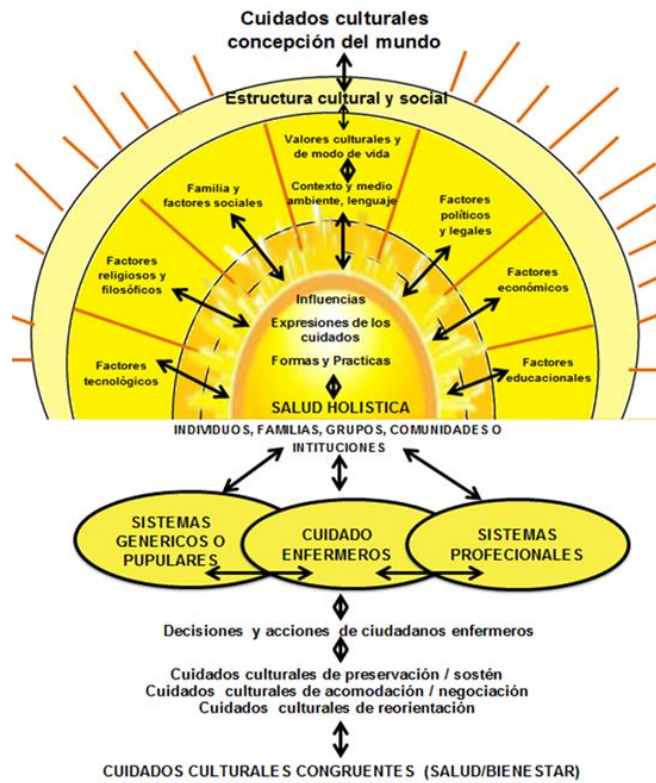 Cuidados culturales
concepción del mundo
Estructura cultural y social
Valores culturales y
de modo de vida
Contexto y medio
ambiente, lenguaje
Familia y
factores sociales
Factores
políticos
y legales
Factores
religiosos y
filosóficos
Factores
económicos
Factores
tecnológicos
Factores
educacionales
Influencias
Expresiones de los
cuidados
Formas y Practicas
SALUD HOLISTICA
INDIVIDUOS, FAMILIAS, GRUPOS, COMUNIDADES O
INTITUCIONES
SISTEMAS
GENERICOS O
PUPULARES
CUIDADO
ENFERMEROS
SISTEMAS
PROFECIONALES
Decisiones y acciones de ciudadanos enfermeros
Cuidados culturales de preservación / sostén
Cuidados culturales de acomodación / negociación
Cuidados culturales de reorientación
CUIDADOS CULTURALES CONGRUENTES (SALUD/BIENESTAR)